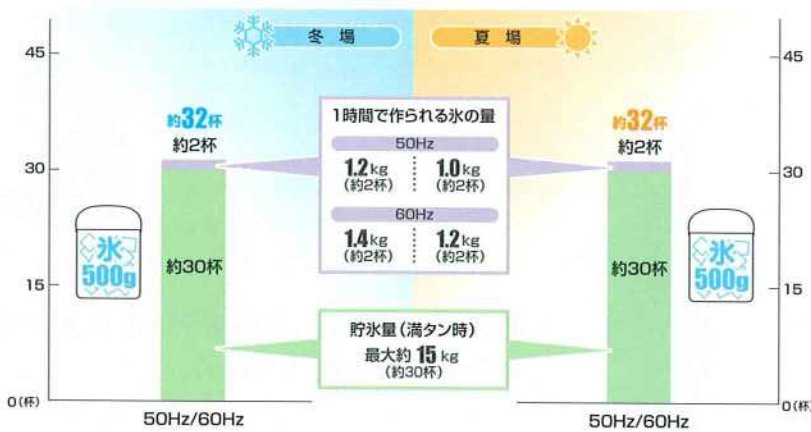 冬場
夏場
45
30
15
0(杯)
約32杯
約2杯
約30杯
氷
500g
50Hz/60Hz
1時間で作られる氷の量
50Hz
1.2kg
(約2杯)
1.0kg
(約2杯)
60Hz
1.4kg
(約2杯)
1.2kg
(約2杯)
貯氷量(満タン時)
最大約 15 kg
(約30杯)
約32杯
約2杯
約30杯
氷
500g
50Hz/60Hz
45
30
15
0(杯)